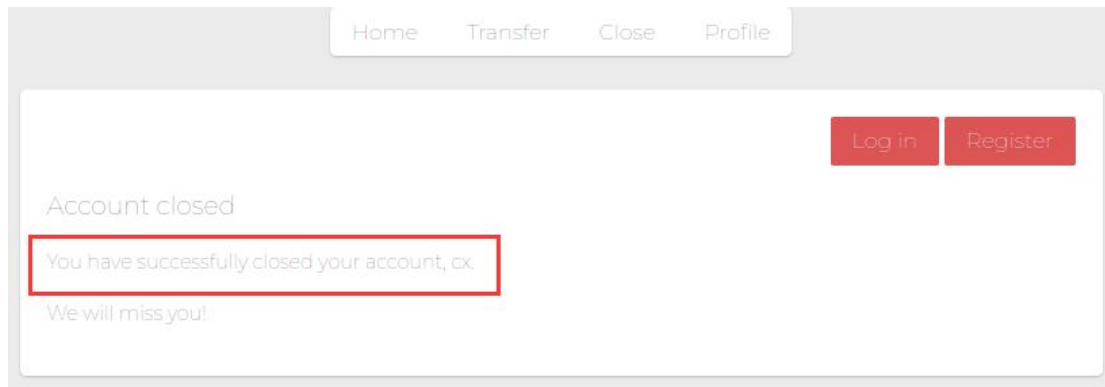 Home Transfer Close Profile
Log in Register
Account closed
You have successfully closed your account, cx.
We will miss you!